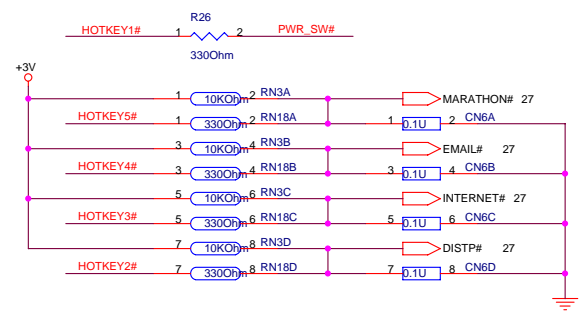 R26
HOTKEY1# 1 2 PWR_SW#
330Ohm
+3V
1 10KOhm 2 RN3A MARATHON# 27
HOTKEY5# 1 330Ohm 2 RN18A 1 0.1U 2 CN6A
3 10KOhm 4 RN3B EMAIL# 27
HOTKEY4# 3 330Ohm 4 RN18B 3 0.1U 4 CN6B
5 10KOhm 6 RN3C INTERNET# 27
HOTKEY3# 5 330Ohm 6 RN18C 5 0.1U 6 CN6C
7 10KOhm 8 RN3D DISTP# 27
HOTKEY2# 7 330Ohm 8 RN18D 7 0.1U 8 CN6D